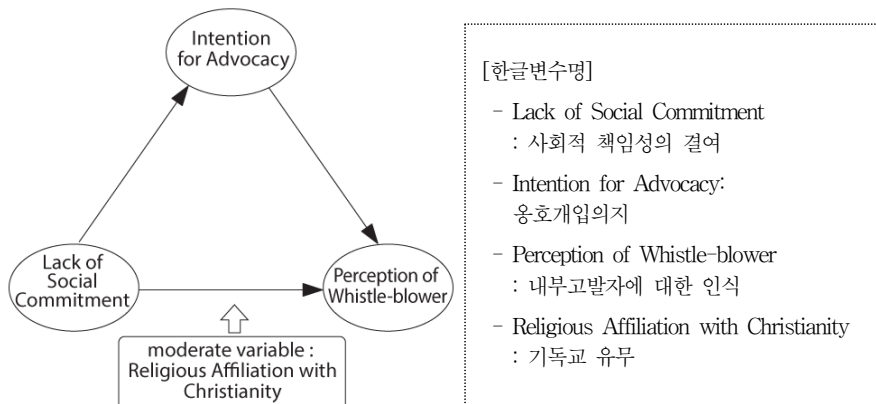 Intention
for Advocacy
Lack of
Social
Commitment
Perception of
Whistle-blower
moderate variable :
Religious Affiliation with
Christianity
[한글변수명]
- Lack of Social Commitment
: 사회적 책임성의 결여
- Intention for Advocacy:
옹호개입의지
- Perception of Whistle-blower
: 내부고발자에 대한 인식
- Religious Affiliation with Christianity
: 기독교 유무